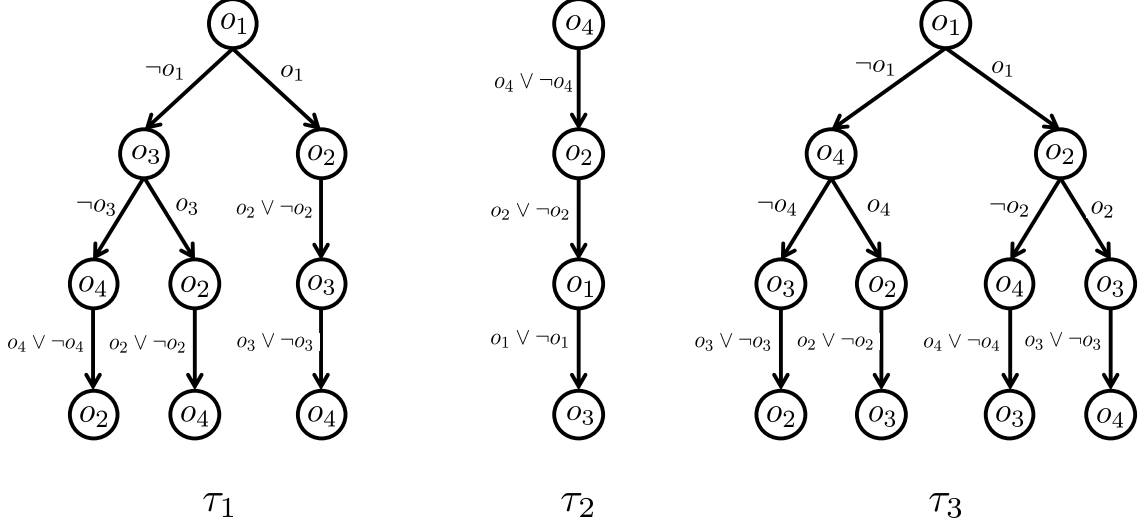 o₁ o₄ o₁
¬o₁ o₁ o₄ ∨ ¬o₄ ¬o₁ o₁
o₃ o₂ o₂ o₄ o₂
¬o₃ o₃ o₂ ∨ ¬o₂ o₂ ∨ ¬o₂ ¬o₄ o₄ ¬o₂ o₂
o₄ o₂ o₃ o₁ o₃ o₂ o₄ o₃
o₄ ∨ ¬o₄ o₂ ∨ ¬o₂ o₃ ∨ ¬o₃ o₁ ∨ ¬o₁ o₃ ∨ ¬o₃ o₂ ∨ ¬o₂ o₄ ∨ ¬o₄ o₃ ∨ ¬o₃
o₂ o₄ o₄ o₃ o₂ o₃ o₃ o₄
τ₁ τ₂ τ₃